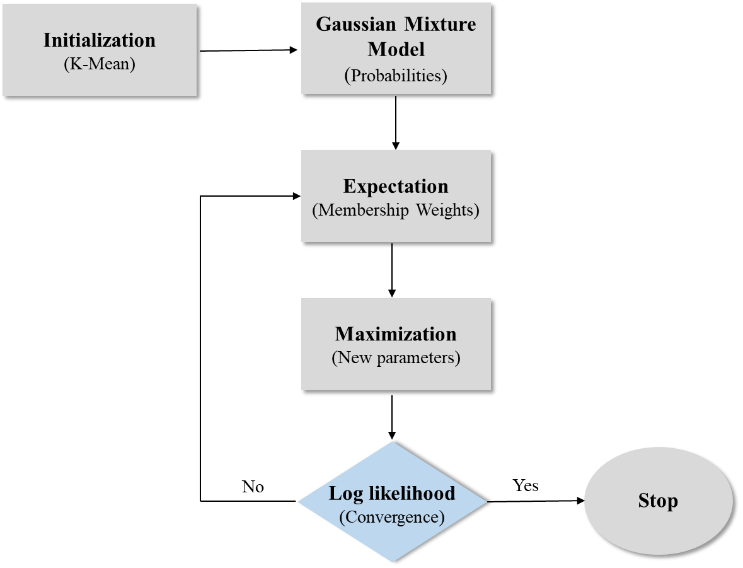 Initialization
(K-Mean)
Gaussian Mixture
Model
(Probabilities)
Expectation
(Membership Weights)
Maximization
(New parameters)
No
Log likelihood
(Convergence)
Yes
Stop